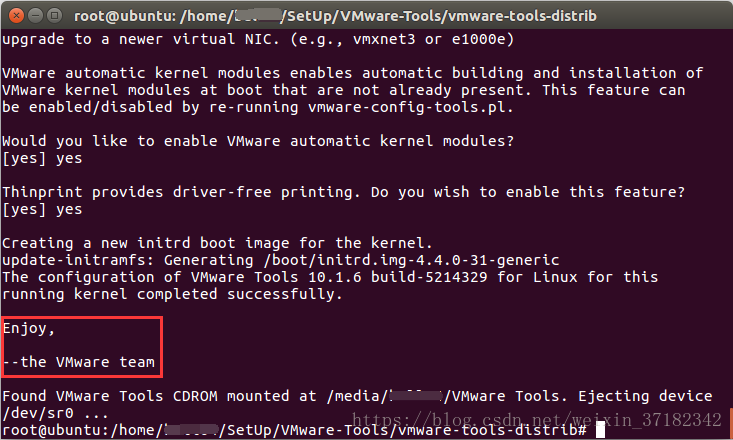 root@ubuntu: /home/ /SetUp/VMware-Tools/vmware-tools-distrib
upgrade to a newer virtual NIC. (e.g., vmxnet3 or e1000e)
VMware automatic kernel modules enables automatic building and installation of
VMware kernel modules at boot that are not already present. This feature can
be enabled/disabled by re-running vmware-config-tools.pl.
Would you like to enable VMware automatic kernel modules?
[yes] yes
Thinprint provides driver-free printing. Do you wish to enable this feature?
[yes] yes
Creating a new initrd boot image for the kernel.
update-initramfs: Generating /boot/initrd.img-4.4.0-31-generic
The configuration of VMware Tools 10.1.6 build-5214329 for Linux for this
running kernel completed successfully.
Enjoy,
--the VMware team
Found VMware Tools CDROM mounted at /media/ /VMware Tools. Ejecting device
/dev/sr0 ...
https://blog.csdn.net/weixin_37182342
root@ubuntu:/home/ /SetUp/VMware-Tools/vmware-tools-distrib#